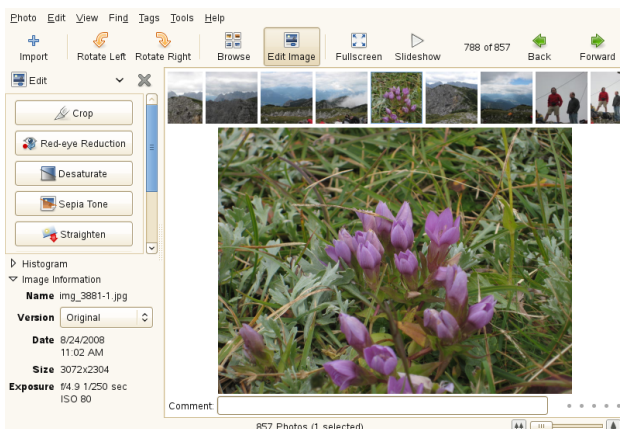 Photo Edit View Find Tags Tools Help
Import Rotate Left Rotate Right Browse Edit Image Fullscreen Slideshow 788 of 857 Back Forward
Edit
Crop
Red-eye Reduction
Desaturate
Sepia Tone
Straighten
Histogram
Image Information
Name img_3881-1.jpg
Version Original
Date 8/24/2008
11:02 AM
Size 3072x2304
Exposure f/4.9 1/250 sec
ISO 80
Comment:
857 Photos (1 selected)